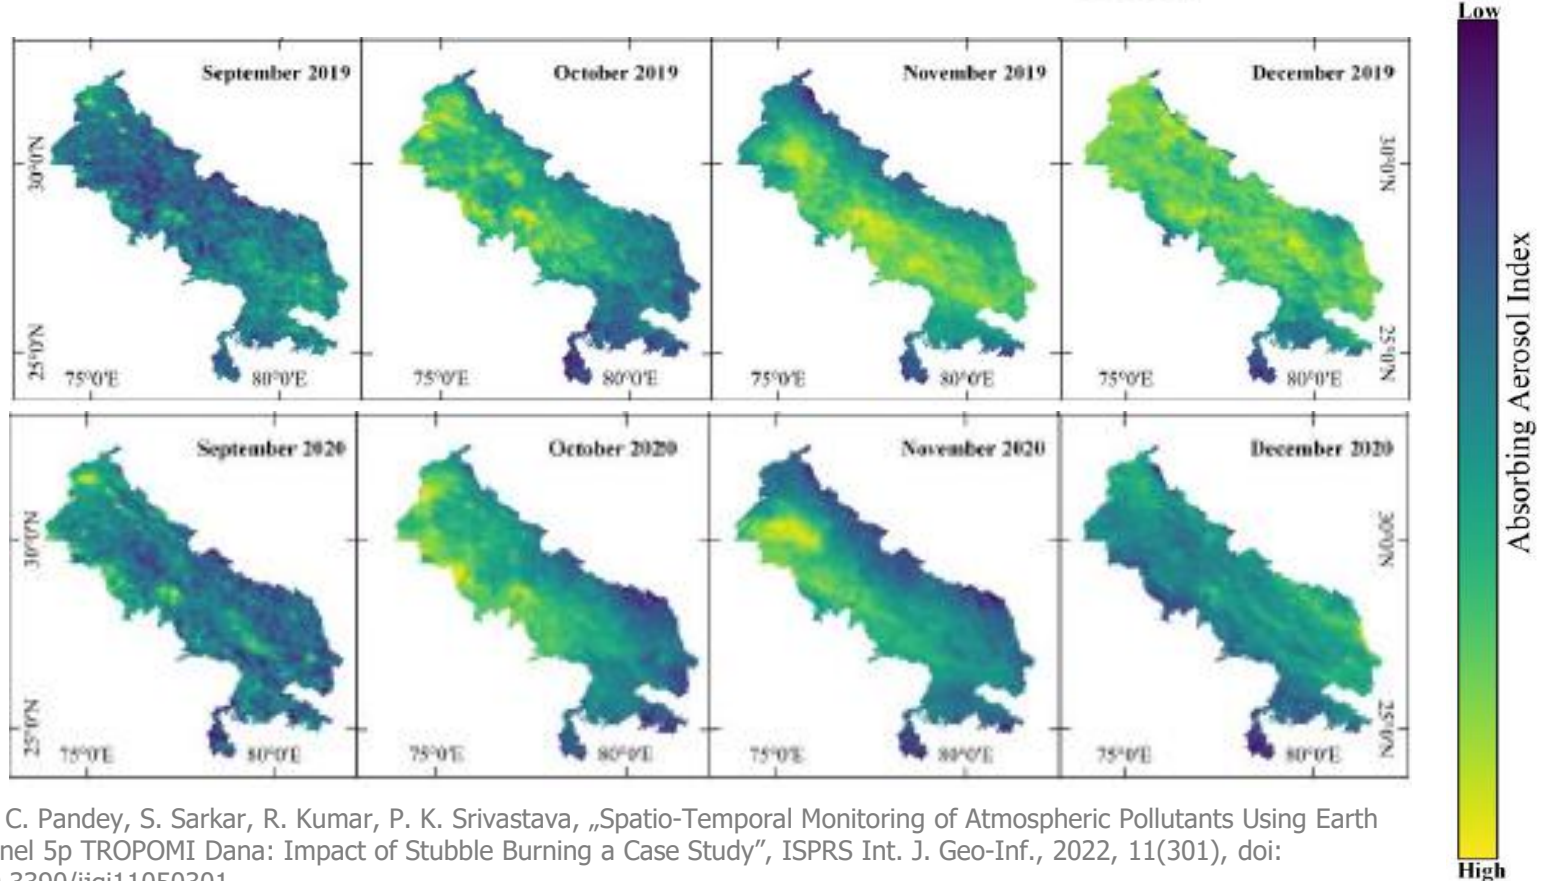 Low
September 2019
October 2019
November 2019
December 2019
30°0'N
30°0'N
25°0'N
25°0'N
75°0'E 80°0'E 75°0'E 80°0'E 75°0'E 80°0'E 75°0'E 80°0'E
September 2020
October 2020
November 2020
December 2020
30°0'N
30°0'N
25°0'N
25°0'N
75°0'E 80°0'E 75°0'E 80°0'E 75°0'E 80°0'E 75°0'E 80°0'E
Absorbing Aerosol Index
High
C. Pandey, S. Sarkar, R. Kumar, P. K. Srivastava, „Spatio-Temporal Monitoring of Atmospheric Pollutants Using Earth
nel 5p TROPOMI Dana: Impact of Stubble Burning a Case Study”, ISPRS Int. J. Geo-Inf., 2022, 11(301), doi: